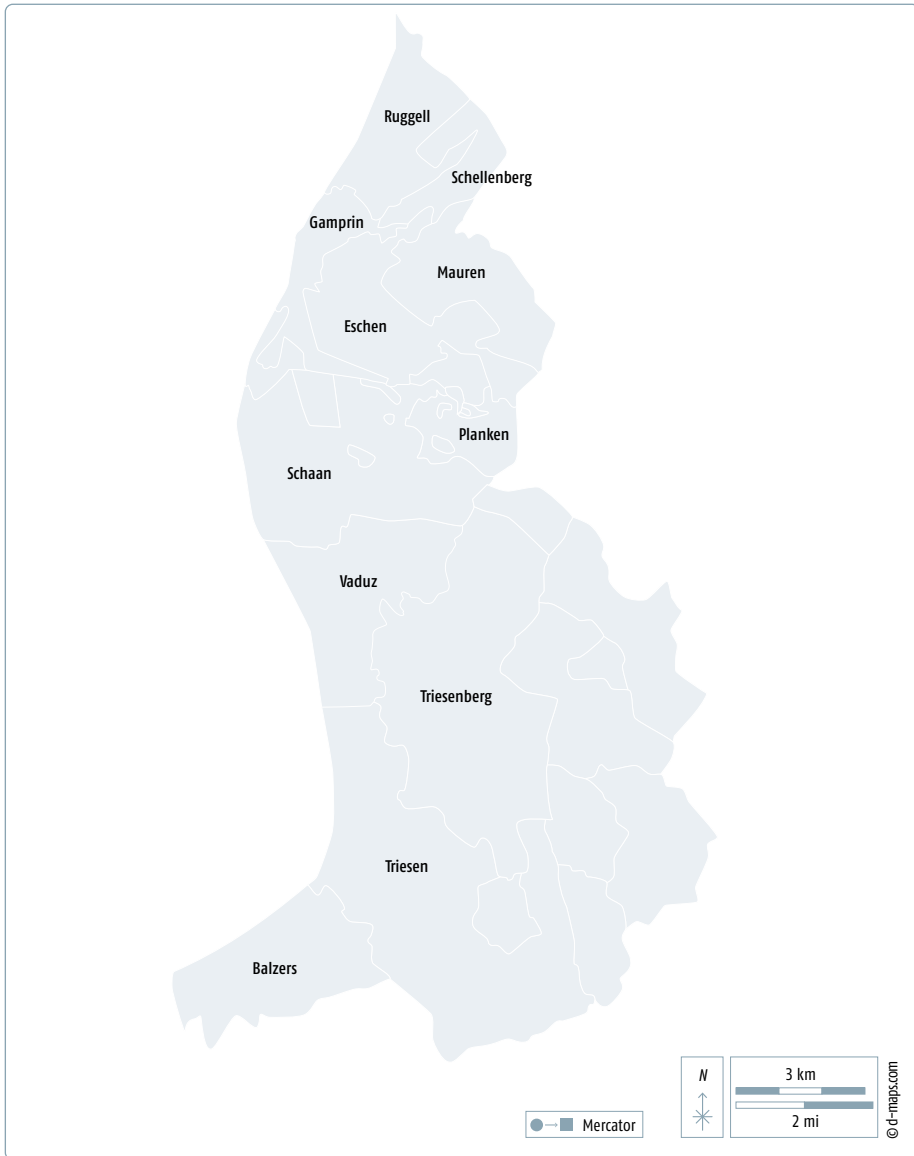 Ruggell
Schellenberg
Gamprin
Mauren
Eschen
Planken
Schaan
Vaduz
Triesenberg
Triesen
Balzers
N
3 km
2 mi
Mercator
© d-maps.com